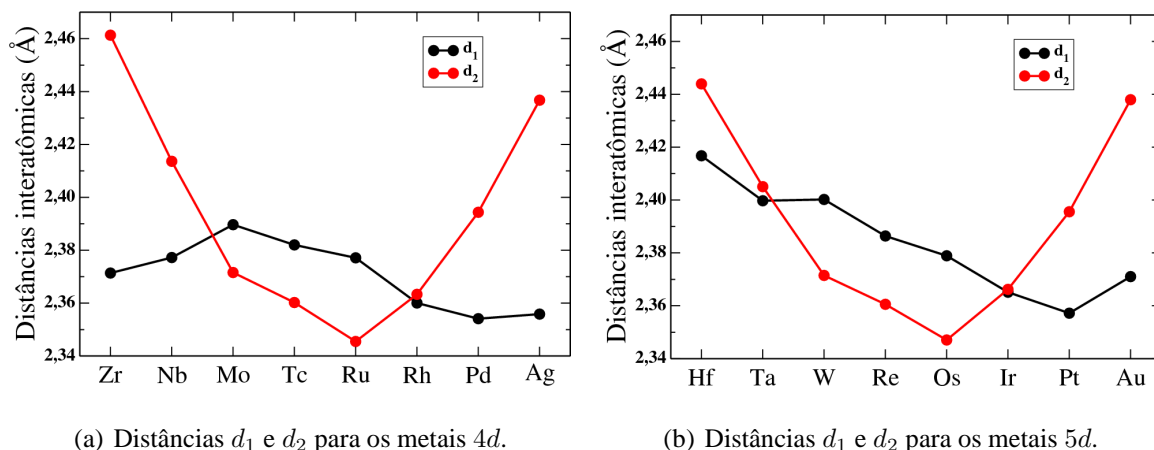 Distâncias interatômicas (Å)
2,46
2,44
2,42
2,40
2,38
2,36
2,34
d1
d2
Zr Nb Mo Tc Ru Rh Pd Ag
(a) Distâncias d1 e d2 para os metais 4d.
Distâncias interatômicas (Å)
2,46
2,44
2,42
2,40
2,38
2,36
2,34
d1
d2
Hf Ta W Re Os Ir Pt Au
(b) Distâncias d1 e d2 para os metais 5d.